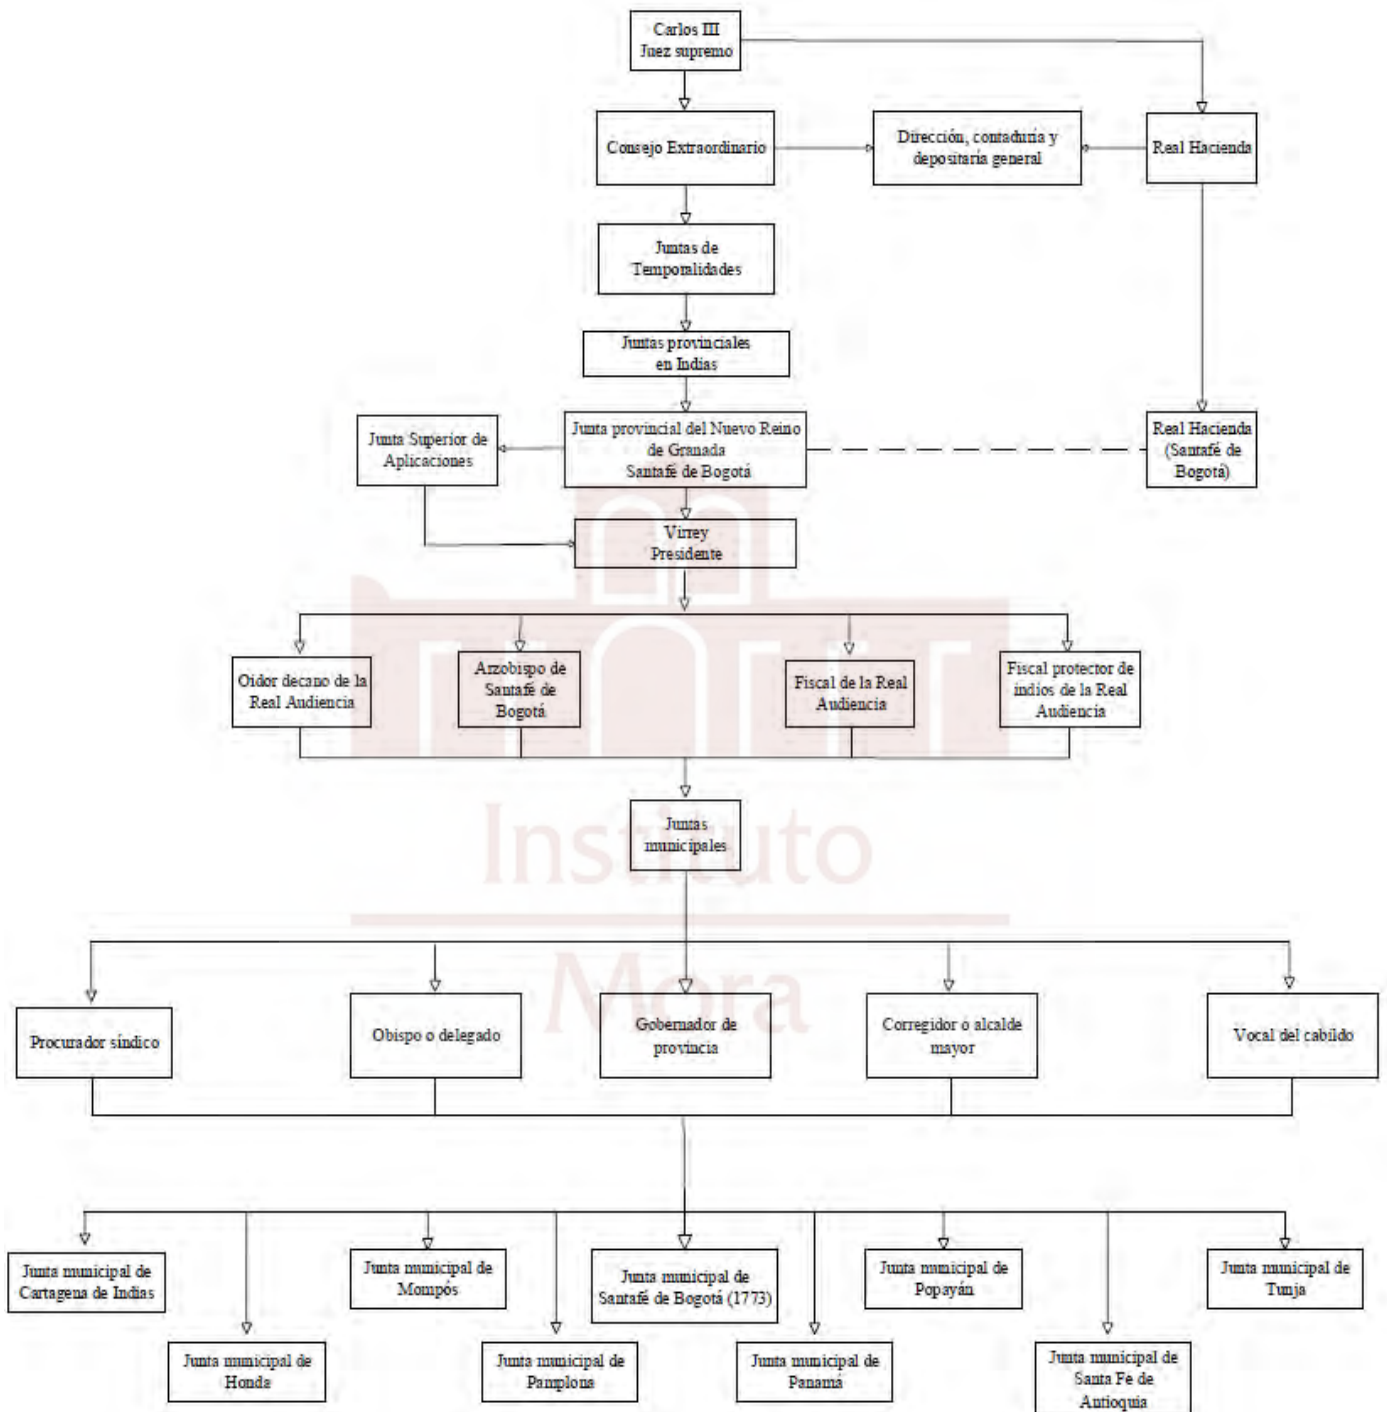 Carlos III
Juez supremo
Consejo Extraordinario
Dirección, contaduría y
depositaría general
Real Hacienda
Juntas de
Temporalidades
Juntas provinciales
en Indias
Junta Superior de
Aplicaciones
Junta provincial del Nuevo Reino
de Granada
Santafé de Bogotá
Real Hacienda
(Santafé de
Bogotá)
Virrey
Presidente
Oidor decano de la
Real Audiencia
Arzobispo de
Santafé de
Bogotá
Fiscal de la Real
Audiencia
Fiscal protector de
indios de la Real
Audiencia
Juntas
municipales
Instituto
Mora
Procurador síndico
Obispo o delegado
Gobernador de
provincia
Corregidor o alcalde
mayor
Vocal del cabildo
Junta municipal de
Cartagena de Indias
Junta municipal de
Mompós
Junta municipal de
Santafé de Bogotá (1773)
Junta municipal de
Popayán
Junta municipal de
Tunja
Junta municipal de
Honda
Junta municipal de
Pamplona
Junta municipal de
Panamá
Junta municipal de
Santa Fe de
Antioquia